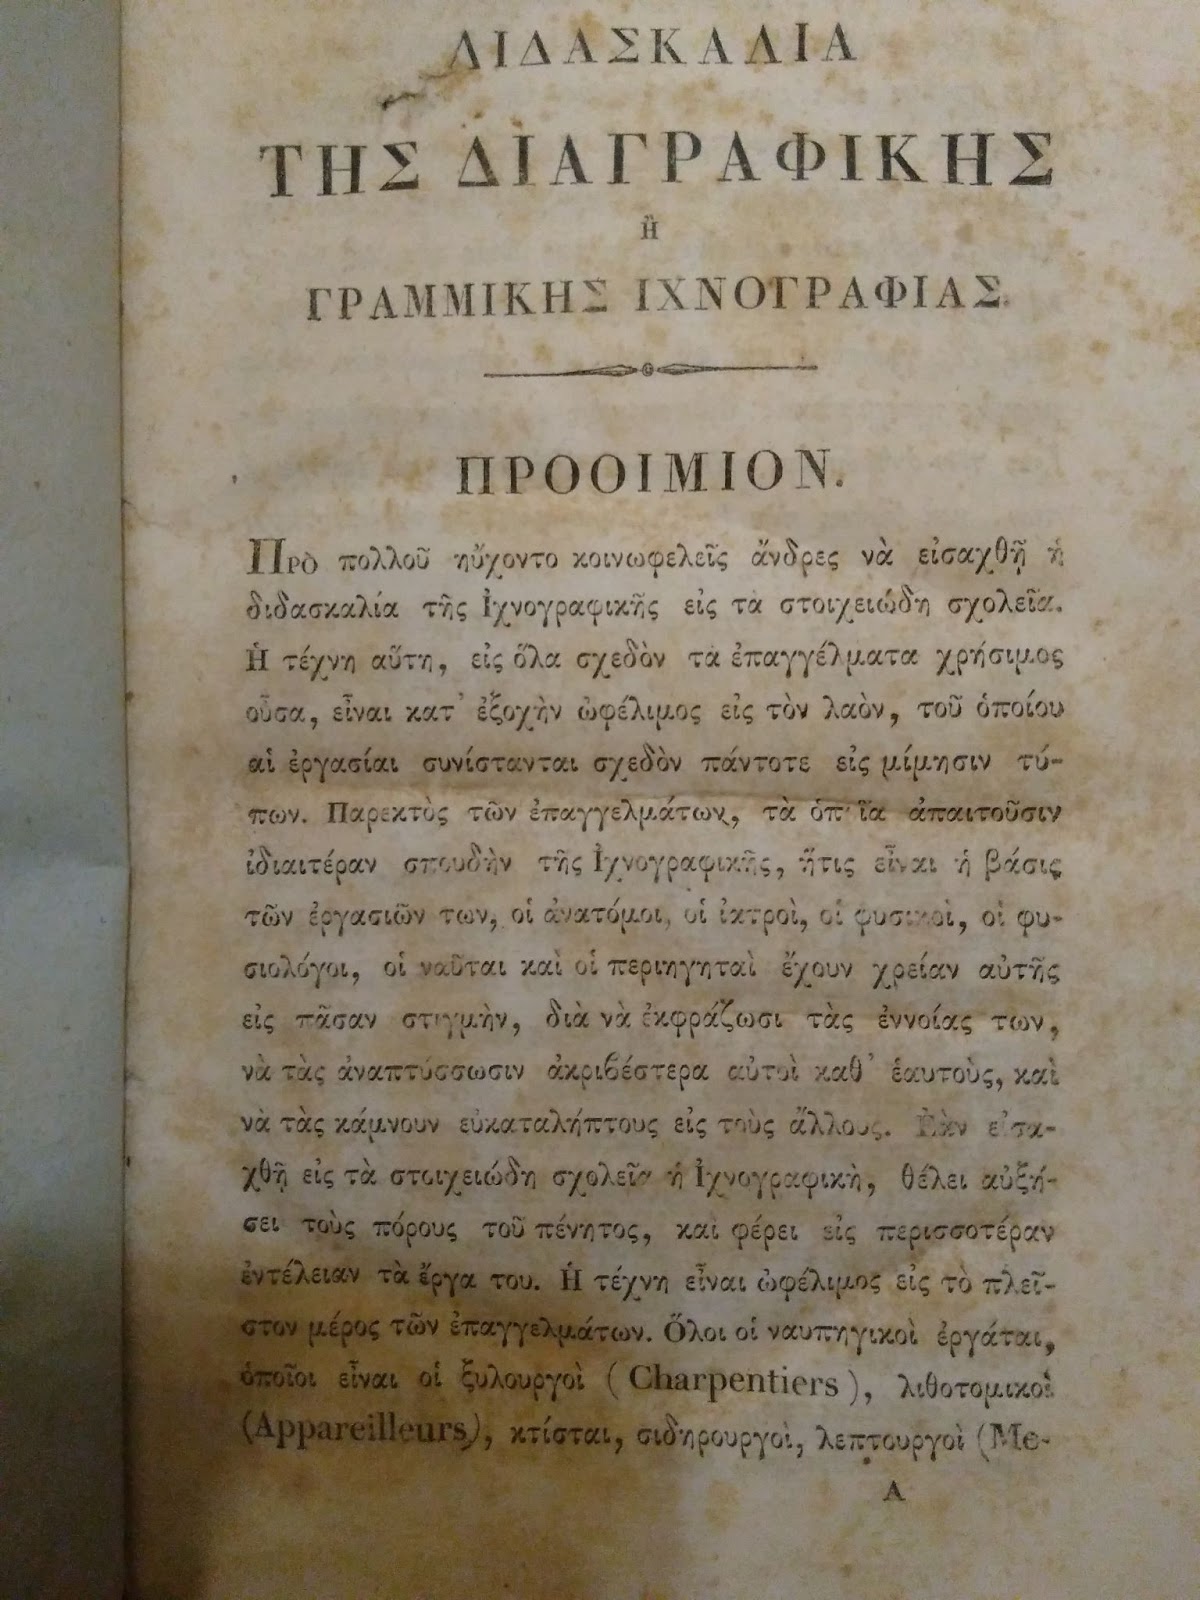 ΔΙΔΑΣΚΑΛΙΑ
ΤΗΣ ΔΙΑΓΡΑΦΙΚΗΣ
Ἢ
ΓΡΑΜΜΙΚΗΣ ΙΧΝΟΓΡΑΦΙΑΣ.
ΠΡΟΟΙΜΙΟΝ.
Πρὸ πολλοῦ ηὔχοντο κοινωφελεῖς ἄνδρες νὰ εἰσαχθῇ ἡ
διδασκαλία τῆς Ἰχνογραφικῆς εἰς τὰ στοιχειώδη σχολεῖα.
Ἡ τέχνη αὕτη, εἰς ὅλα σχεδὸν τὰ ἐπαγγέλματα χρήσιμος
οὖσα, εἶναι κατ᾽ ἐξοχὴν ὠφέλιμος εἰς τὸν λαὸν, τοῦ ὁποίου
αἱ ἐργασίαι συνίστανται σχεδὸν πάντοτε εἰς μίμησιν τύ-
πων. Παρεκτὸς τῶν ἐπαγγελμάτων, τὰ ὁποῖα ἀπαιτοῦσιν
ἰδιαιτέραν σπουδὴν τῆς Ἰχνογραφικῆς, ἥτις εἶναι ἡ βάσις
τῶν ἐργασιῶν των, οἱ ἀνατόμοι, οἱ ἰατροὶ, οἱ φυσικοὶ, οἱ φυ-
σιολόγοι, οἱ ναῦται καὶ οἱ περιηγηταὶ ἔχουν χρείαν αὐτῆς
εἰς πᾶσαν στιγμὴν, διὰ νὰ ἐκφράζωσι τὰς ἐννοίας των,
νὰ τὰς ἀναπτύσσωσιν ἀκριβέστερα αὐτοὶ καθ᾽ ἑαυτοὺς, καὶ
νὰ τὰς κάμνουν εὐκαταλήπτους εἰς τοὺς ἄλλους. Ἐὰν εἰσα-
χθῇ εἰς τὰ στοιχειώδη σχολεῖα ἡ Ἰχνογραφικὴ, θέλει αὐξή-
σει τοὺς πόρους τοῦ πένητος, καὶ φέρει εἰς περισσοτέραν
ἐντέλειαν τὰ ἔργα του. Ἡ τέχνη εἶναι ὠφέλιμος εἰς τὸ πλεῖ-
στον μέρος τῶν ἐπαγγελμάτων. Ὅλοι οἱ ναυπηγικοὶ ἐργάται,
ὁποῖοι εἶναι οἱ ξυλουργοὶ (Charpentiers), λιθοτομικοὶ
(Appareilleurs), κτίσται, σιδηρουργοὶ, λεπτουργοὶ (Me-
Α